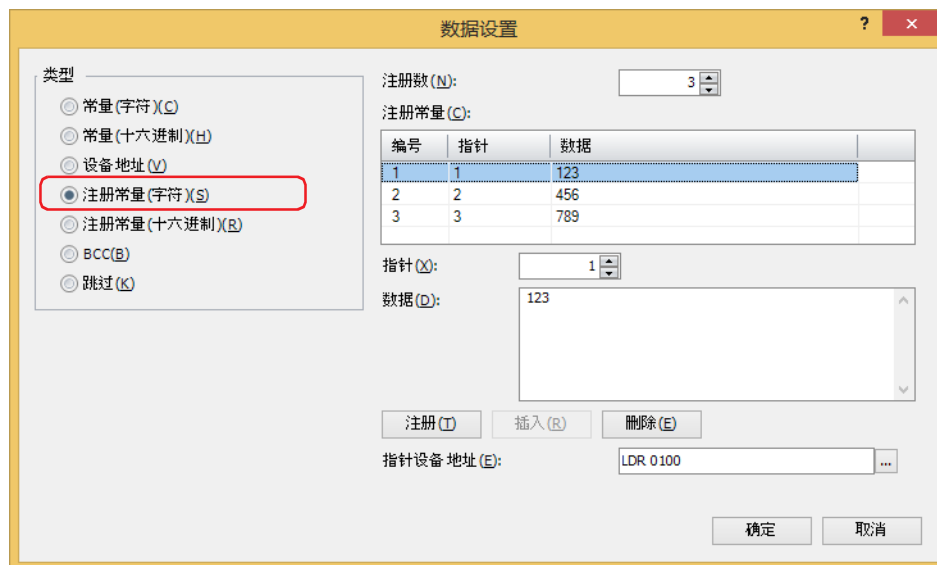 数据设置
?
类型
常量(字符)(C)
常量(十六进制)(H)
设备地址(V)
注册常量(字符)(S)
注册常量(十六进制)(R)
BCC(B)
跳过(K)
注册数(N):
3
注册常量(C):
编号 指针 数据
1 1 123
2 2 456
3 3 789
指针(X):
1
数据(D):
123
注册(T) 插入(R) 删除(E)
指针设备地址(E):
LDR 0100
...
确定 取消